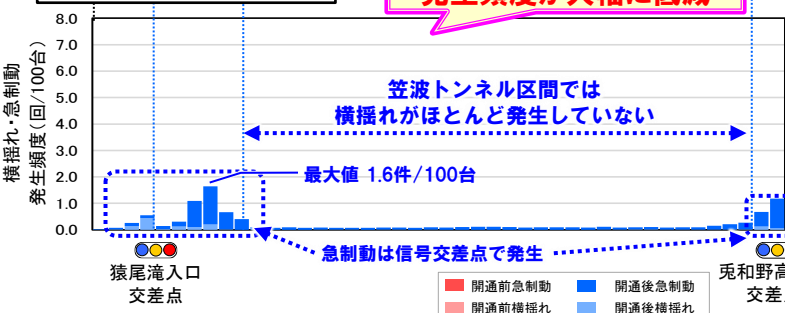 発生頻度が大幅に低減
横揺れ・急制動
発生頻度(回/100台)
8.0
7.0
6.0
5.0
4.0
3.0
2.0
1.0
0.0
笠波トンネル区間では
横揺れがほとんど発生していない
最大値 1.6件/100台
急制動は信号交差点で発生
猿尾滝入口
交差点
兎和野高
交差
開通前急制動
開通後急制動
開通前横揺れ
開通後横揺れ